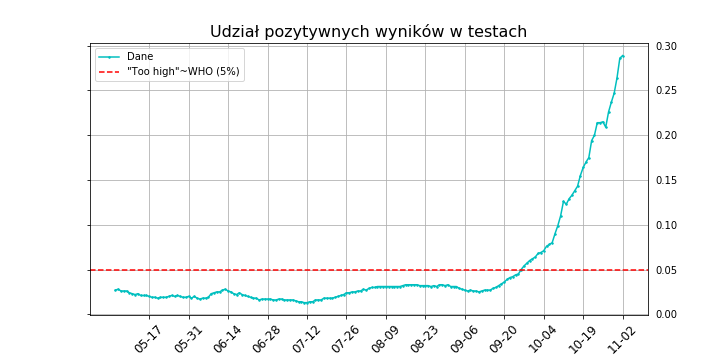 Udział pozytywnych wyników w testach
Dane
"Too high"~WHO (5%)
0.30
0.25
0.20
0.15
0.10
0.05
0.00
05-17 05-31 06-14 06-28 07-12 07-26 08-09 08-23 09-06 09-20 10-04 10-19 11-02